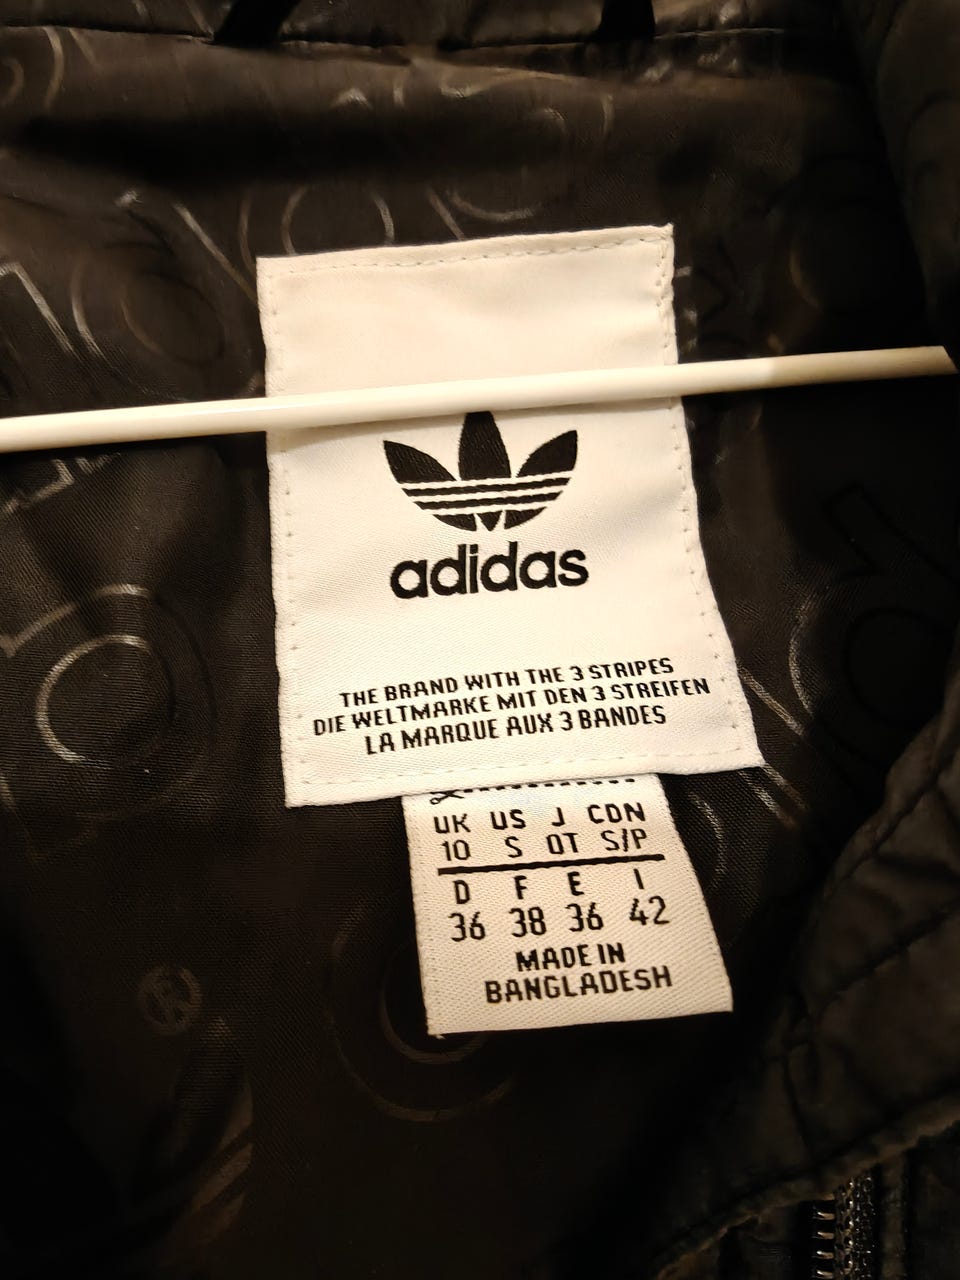 adidas
THE BRAND WITH THE 3 STRIPES
DIE WELTMARKE MIT DEN 3 STREIFEN
LA MARQUE AUX 3 BANDES
UK US J CDN
10 S OT S/P
D F E I
36 38 36 42
MADE IN
BANGLADESH